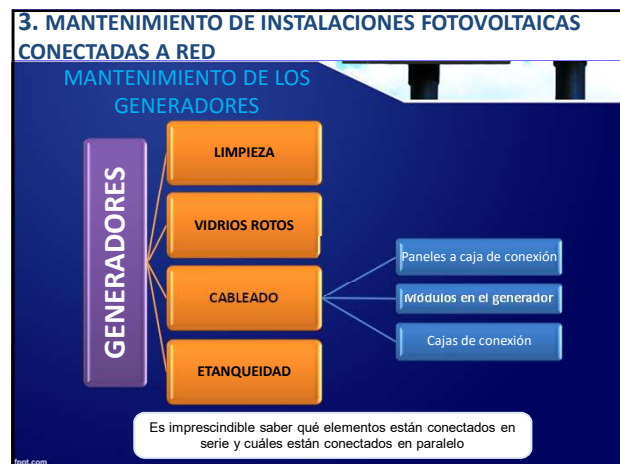 3. MANTENIMIENTO DE INSTALACIONES FOTOVOLTAICAS
CONECTADAS A RED
MANTENIMIENTO DE LOS
GENERADORES
GENERADORES
LIMPIEZA
VIDRIOS ROTOS
CABLEADO
ETANQUEIDAD
Paneles a caja de conexión
Módulos en el generador
Cajas de conexión
Es imprescindible saber qué elementos están conectados en
serie y cuáles están conectados en paralelo
fppt.com